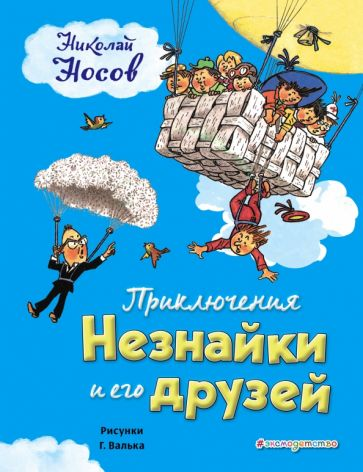 Николай
Носов
Приключения
Незнайки
и его друзей
Рисунки
Г. Валька
#эксмодетство